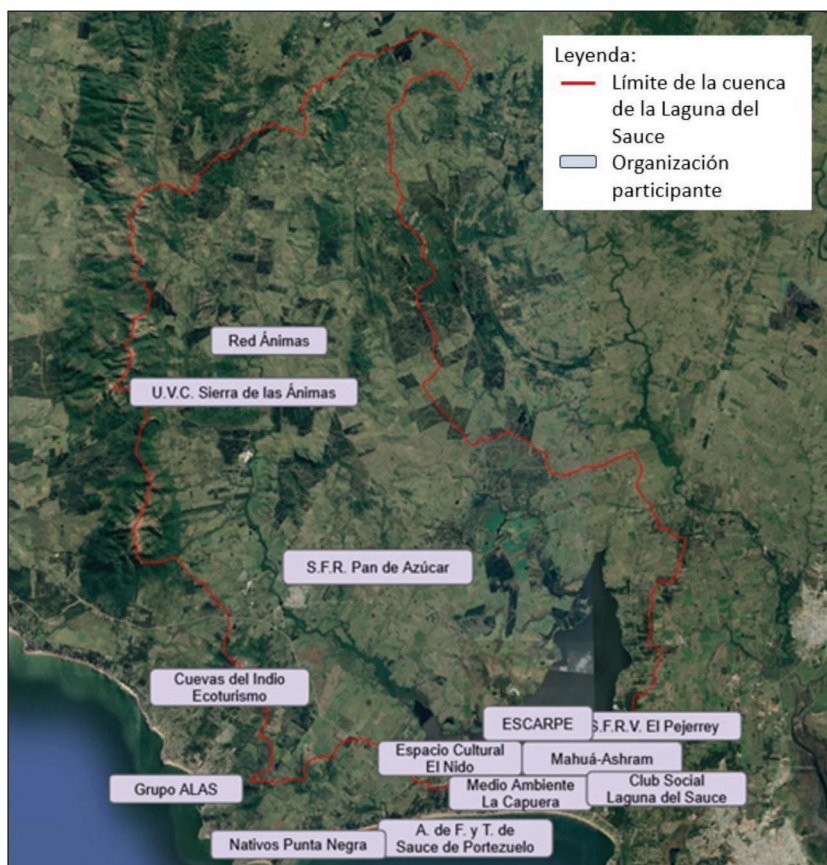 Leyenda:
Límite de la cuenca
de la Laguna del
Sauce
Organización
participante
Red Ánimas
U.V.C. Sierra de las Ánimas
S.F.R. Pan de Azúcar
Cuevas del Indio
Ecoturismo
ESCARPE
S.F.R.V. El Pejerrey
Espacio Cultural
El Nido
Mahuá-Ashram
Grupo ALAS
Medio Ambiente
La Capuera
Club Social
Laguna del Sauce
Nativos Punta Negra
A. de F. y T. de
Sauce de Portezuelo